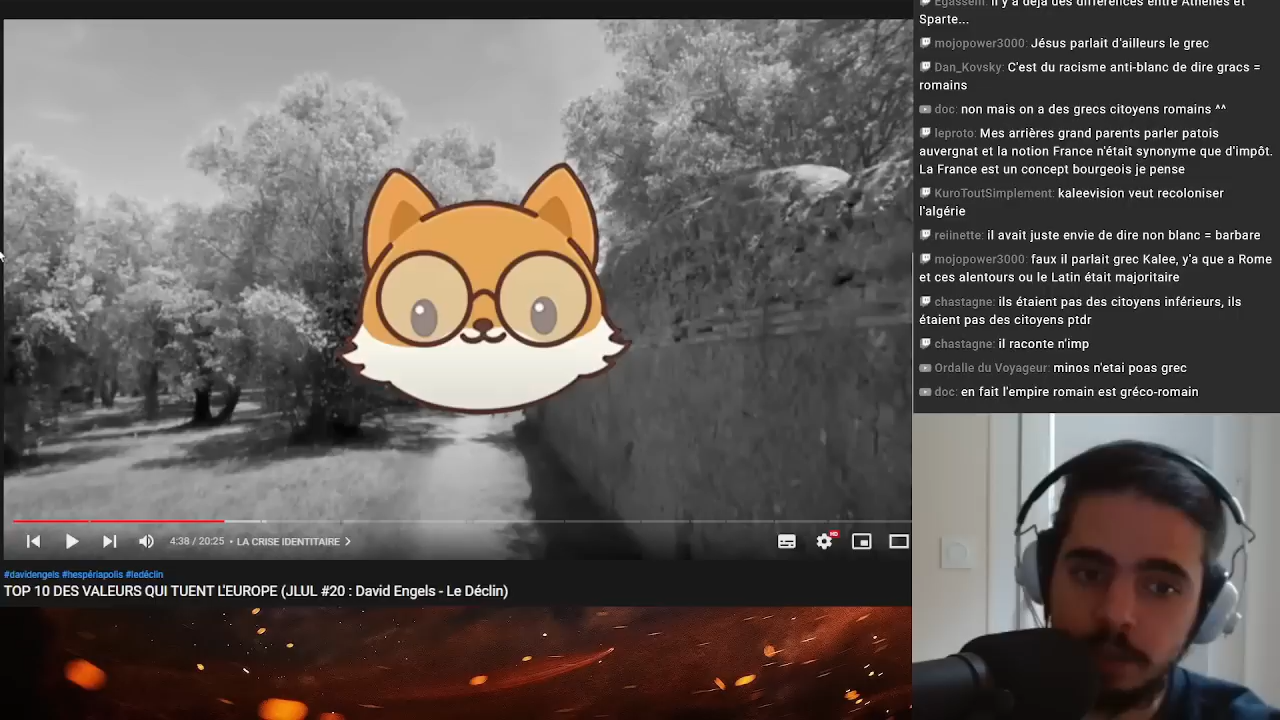 Egassem: il y a déjà des différences entre Athènes et
Sparte...
mojopower3000: Jésus parlait d'ailleurs le grec
Dan_Kovsky: C'est du racisme anti-blanc de dire gracs =
romains
doc: non mais on a des grecs citoyens romains ^^
leproto: Mes arrières grand parents parler patois
auvergnat et la notion France n'était synonyme que d'impôt.
La France est un concept bourgeois je pense
KuroToutSimplement: kaleevision veut recoloniser
l'algérie
reiinette: il avait juste envie de dire non blanc = barbare
mojopower3000: faux il parlait grec Kalee, y'a que a Rome
et ces alentours ou le Latin était majoritaire
chastagne: ils étaient pas des citoyens inférieurs, ils
étaient pas des citoyens ptdr
chastagne: il raconte n'imp
Ordalie du Voyageur: minos n'etai poas grec
doc: en fait l'empire romain est gréco-romain
4:38 / 20:25 • LA CRISE IDENTITAIRE
HD
#davidengels #hespériapolis #ledéclin
TOP 10 DES VALEURS QUI TUENT L'EUROPE (JLUL #20 : David Engels - Le Déclin)